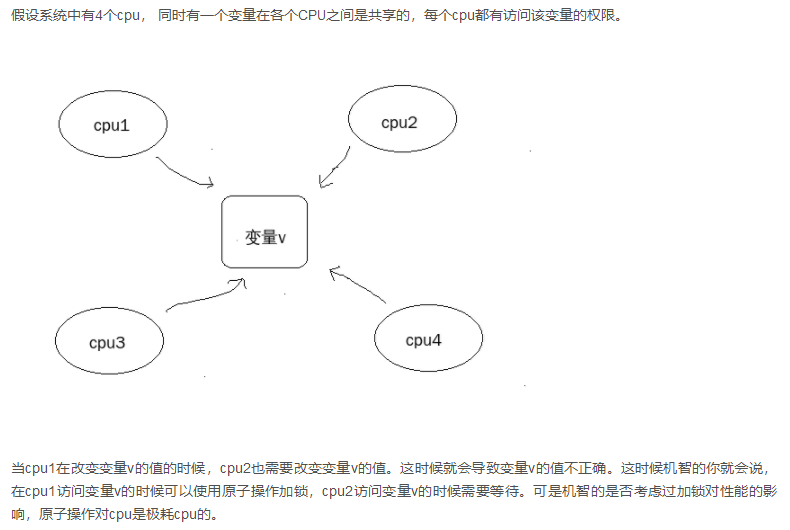 假设系统中有4个cpu， 同时有一个变量在各个CPU之间是共享的，每个cpu都有访问该变量的权限。
cpu1
cpu2
变量v
cpu3
cpu4
当cpu1在改变变量v的值的时候，cpu2也需要改变变量v的值。这时候就会导致变量v的值不正确。这时候机智的你就会说，
在cpu1访问变量v的时候可以使用原子操作加锁，cpu2访问变量v的时候需要等待。可是机智的是否考虑过加锁对性能的影
响，原子操作对cpu是极耗cpu的。